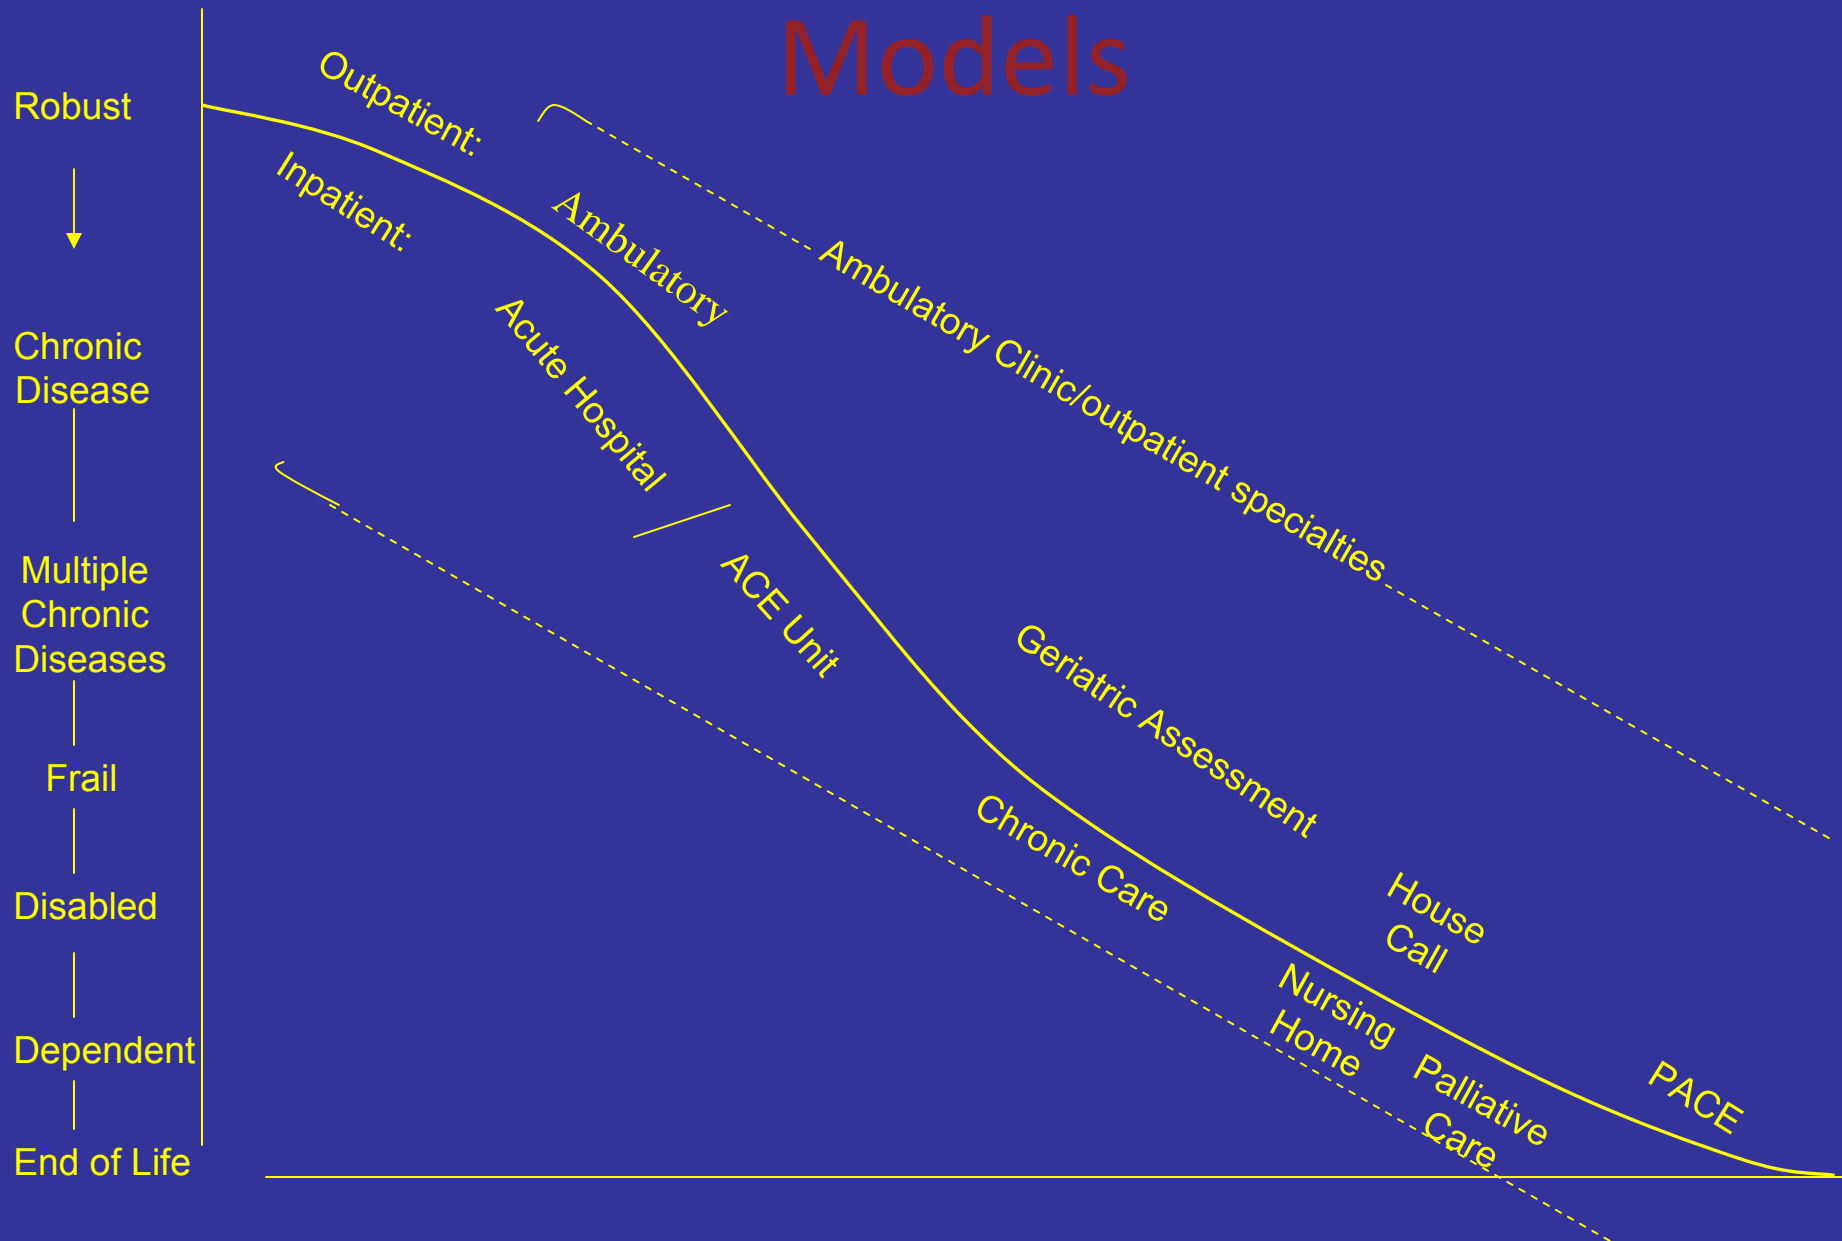 Models
Robust
Chronic
Disease
Multiple
Chronic
Diseases
Frail
Disabled
Dependent
End of Life
Outpatient:
Ambulatory
Ambulatory Clinic/outpatient specialties
Geriatric Assessment
House
Call
PACE
Inpatient:
Acute Hospital
ACE Unit
Chronic Care
Nursing
Home
Palliative
Care